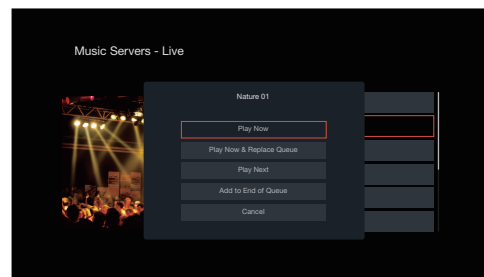 Music Servers - Live
Nature 01
Play Now
Play Now & Replace Queue
Play Next
Add to End of Queue
Cancel